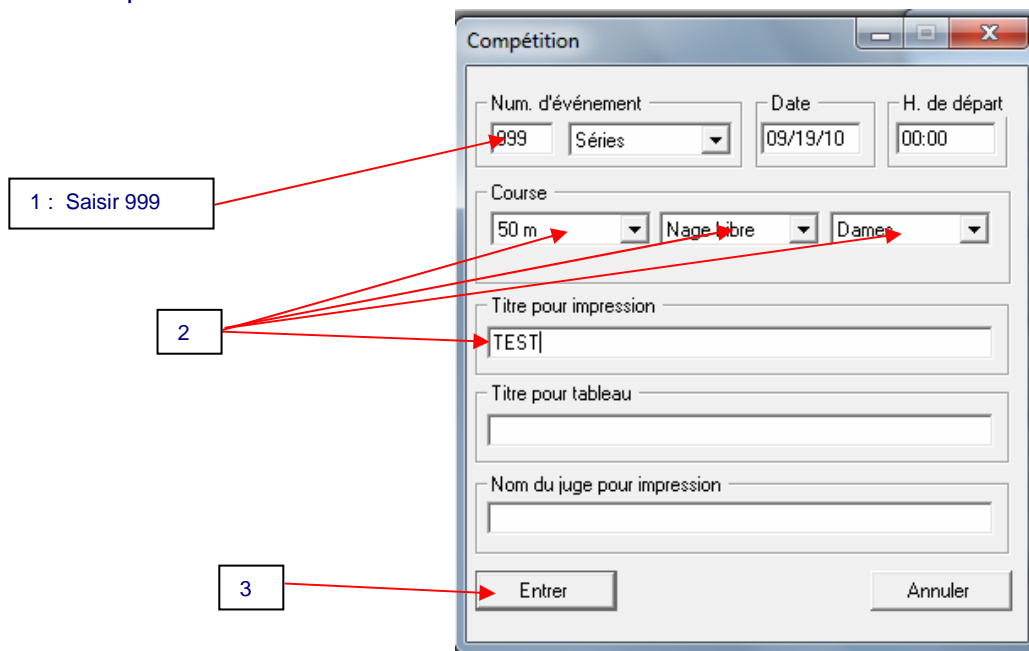 Compétition
Num. d'événement
Date
H. de départ
999
Séries
09/19/10
00:00
1 : Saisir 999
Course
50 m
Nage Libre
Dames
2
Titre pour impression
TEST
Titre pour tableau
Nom du juge pour impression
3
Entrer
Annuler